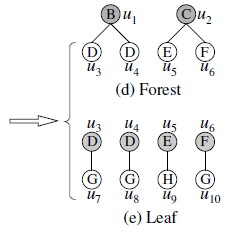 B u1 C u2
D D E F
u3 u4 u5 u6
(d) Forest
u3 u4 u5 u6
D D E F
G G H G
u7 u8 u9 u10
(e) Leaf